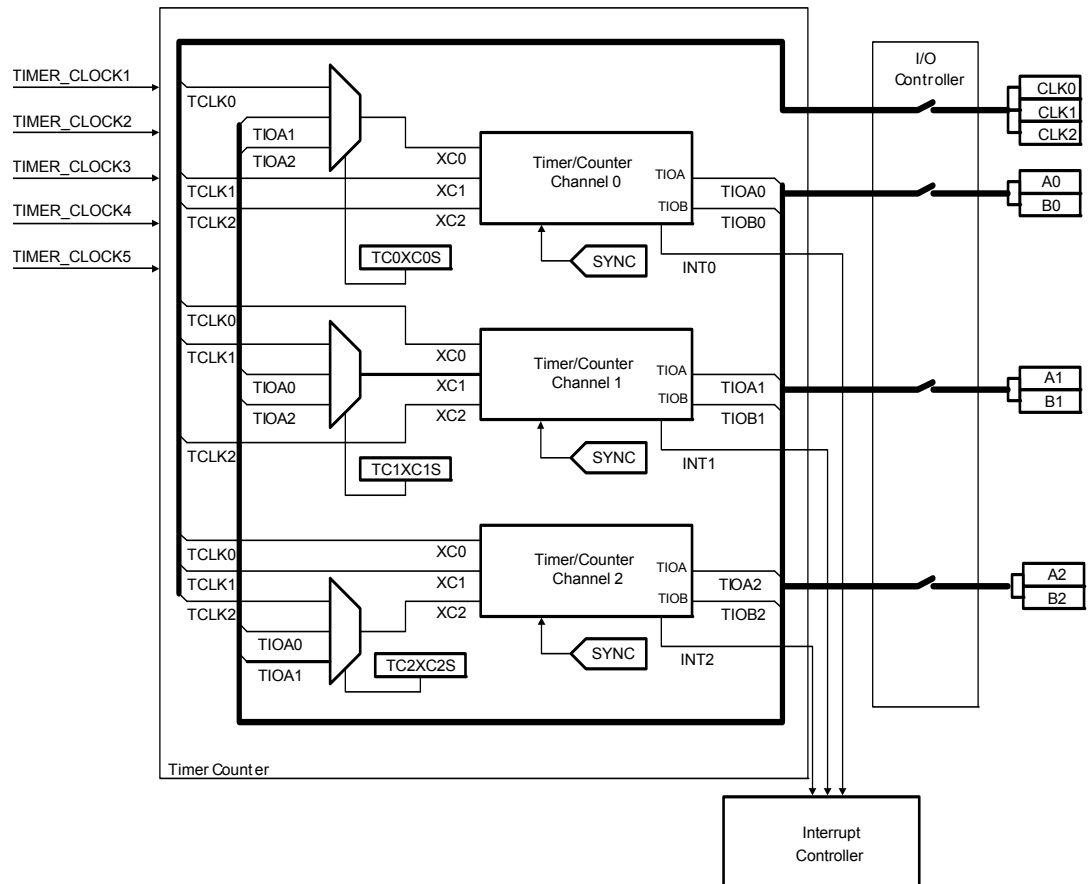 TIMER_CLOCK1
TIMER_CLOCK2
TIMER_CLOCK3
TIMER_CLOCK4
TIMER_CLOCK5
TCLK0
TIOA1
TIOA2
TCLK1
TCLK2
XC0
XC1
XC2
Timer/Counter
Channel 0
TIOA
TIOB
TIOA0
TIOB0
TC0XC0S
SYNC
INT0
TCLK0
TCLK1
TIOA0
TIOA2
TCLK2
XC0
XC1
XC2
Timer/Counter
Channel 1
TIOA
TIOB
TIOA1
TIOB1
TC1XC1S
SYNC
INT1
TCLK0
TCLK1
TCLK2
TIOA0
TIOA1
XC0
XC1
XC2
Timer/Counter
Channel 2
TIOA
TIOB
TIOA2
TIOB2
TC2XC2S
SYNC
INT2
Timer Counter
I/O
Controller
CLK0
CLK1
CLK2
A0
B0
A1
B1
A2
B2
Interrupt
Controller